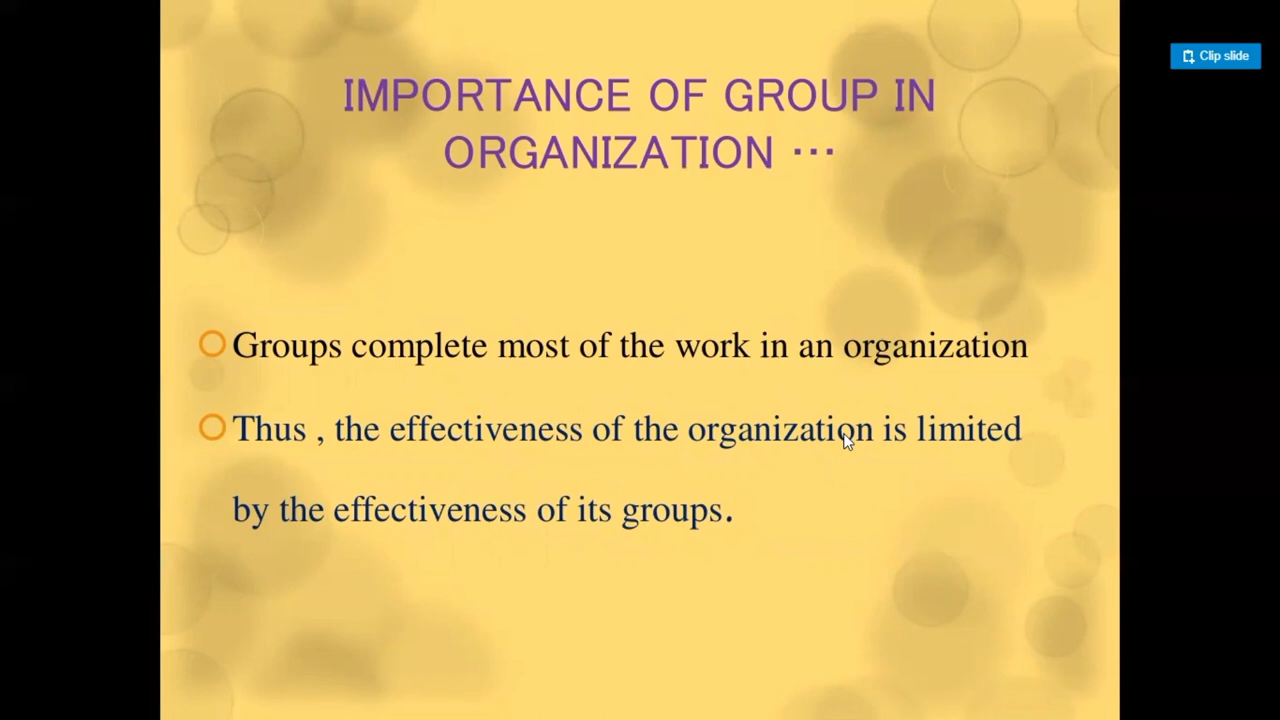 Clip slide
IMPORTANCE OF GROUP IN
ORGANIZATION ...
Groups complete most of the work in an organization
Thus , the effectiveness of the organization is limited
by the effectiveness of its groups.